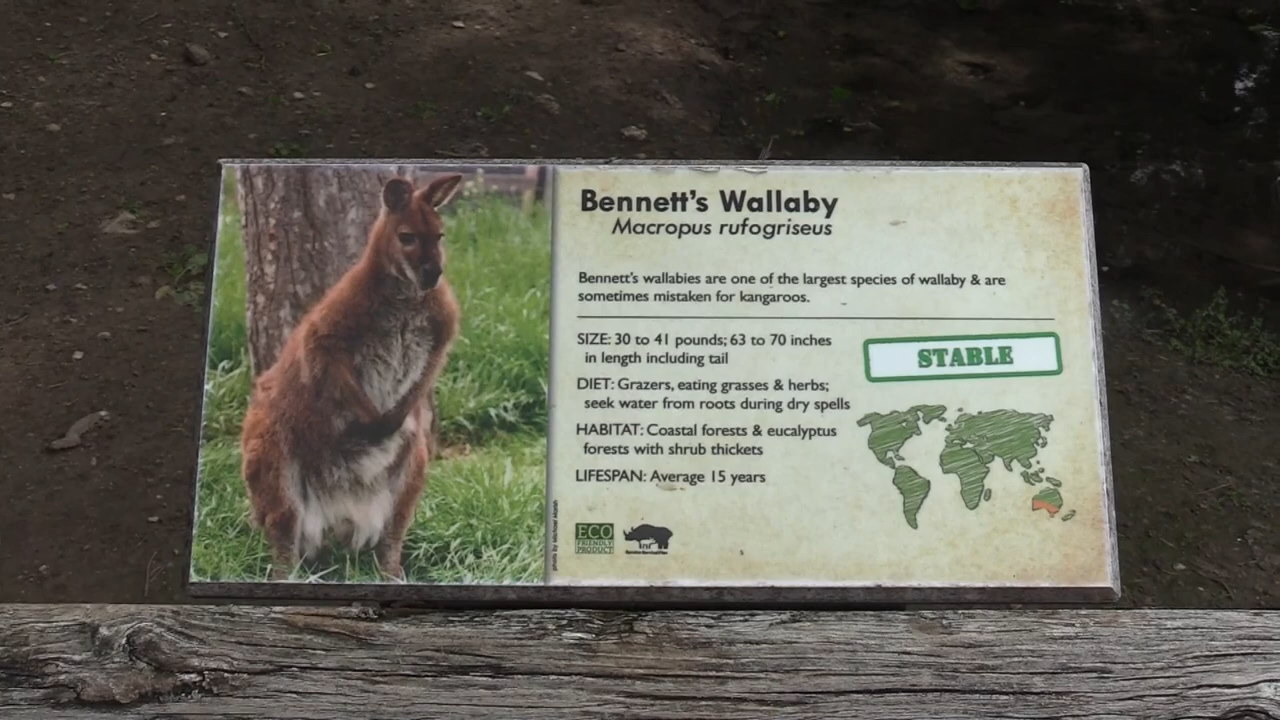 Bennett's Wallaby
Macropus rufogriseus
Bennett's wallabies are one of the largest species of wallaby & are
sometimes mistaken for kangaroos.
SIZE: 30 to 41 pounds; 63 to 70 inches
in length including tail
STABLE
DIET: Grazers, eating grasses & herbs;
seek water from roots during dry spells
HABITAT: Coastal forests & eucalyptus
forests with shrub thickets
LIFESPAN: Average 15 years
ECO
FRIENDLY
PRODUCT
photo by Michael